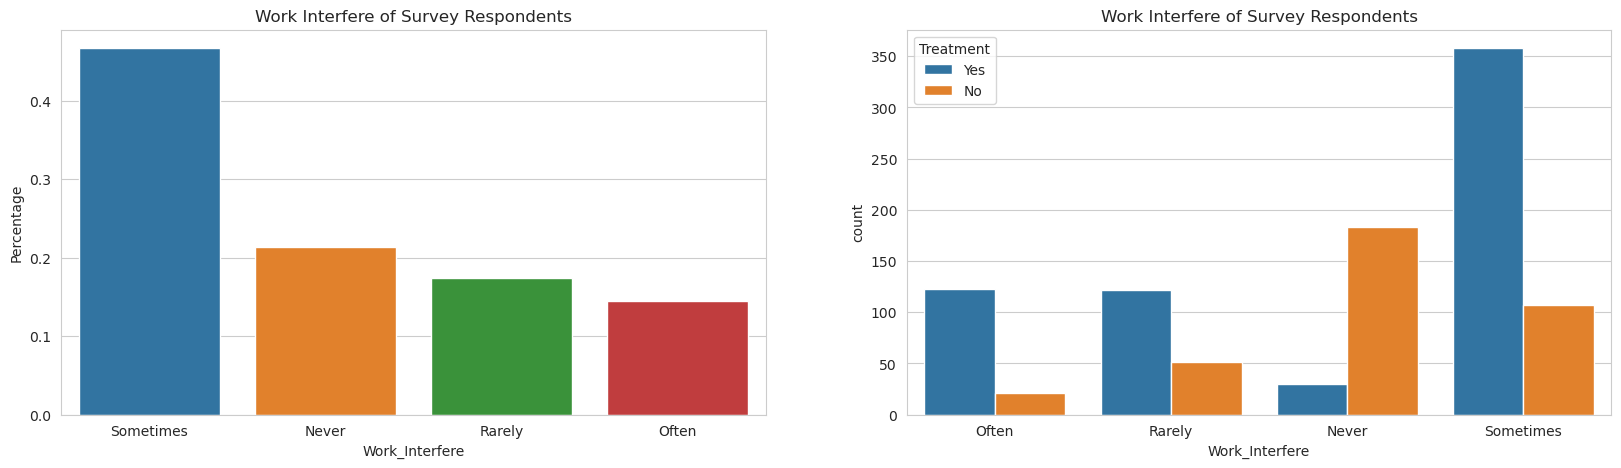 Work Interfere of Survey Respondents
Percentage
0.4
0.3
0.2
0.1
0.0
Sometimes
Never
Rarely
Often
Work_Interfere
Work Interfere of Survey Respondents
Treatment
Yes
No
count
350
300
250
200
150
100
50
0
Often
Rarely
Never
Sometimes
Work_Interfere